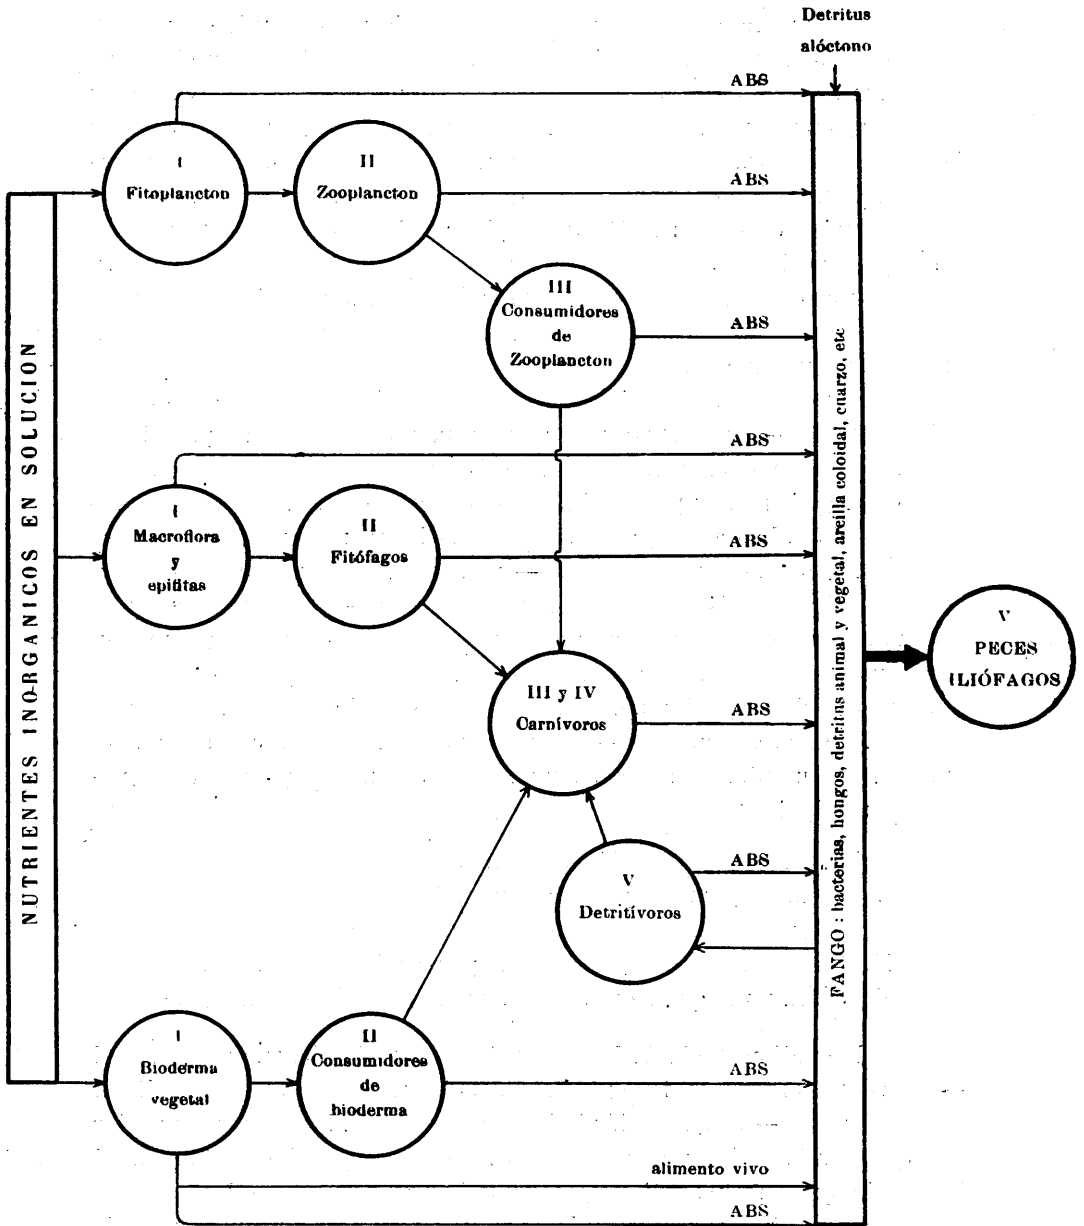 Detritus
alóctono
ABS
I
Fitoplancton
II
Zooplancton
ABS
III
Consumidores
de
Zooplancton
ABS
NUTRIENTES INORGANICOS EN SOLUCION
ABS
I
Macroflora
y
epifitas
II
Fitófagos
ABS
V
PECES
ILIÓFAGOS
III y IV
Carnívoros
ABS
FANGO : bacterias, hongos, detritus animal y vegetal, arcilla coloidal, cuarzo, etc
V
Detritívoros
ABS
I
Bioderma
vegetal
II
Consumidores
de
bioderma
ABS
alimento vivo
ABS